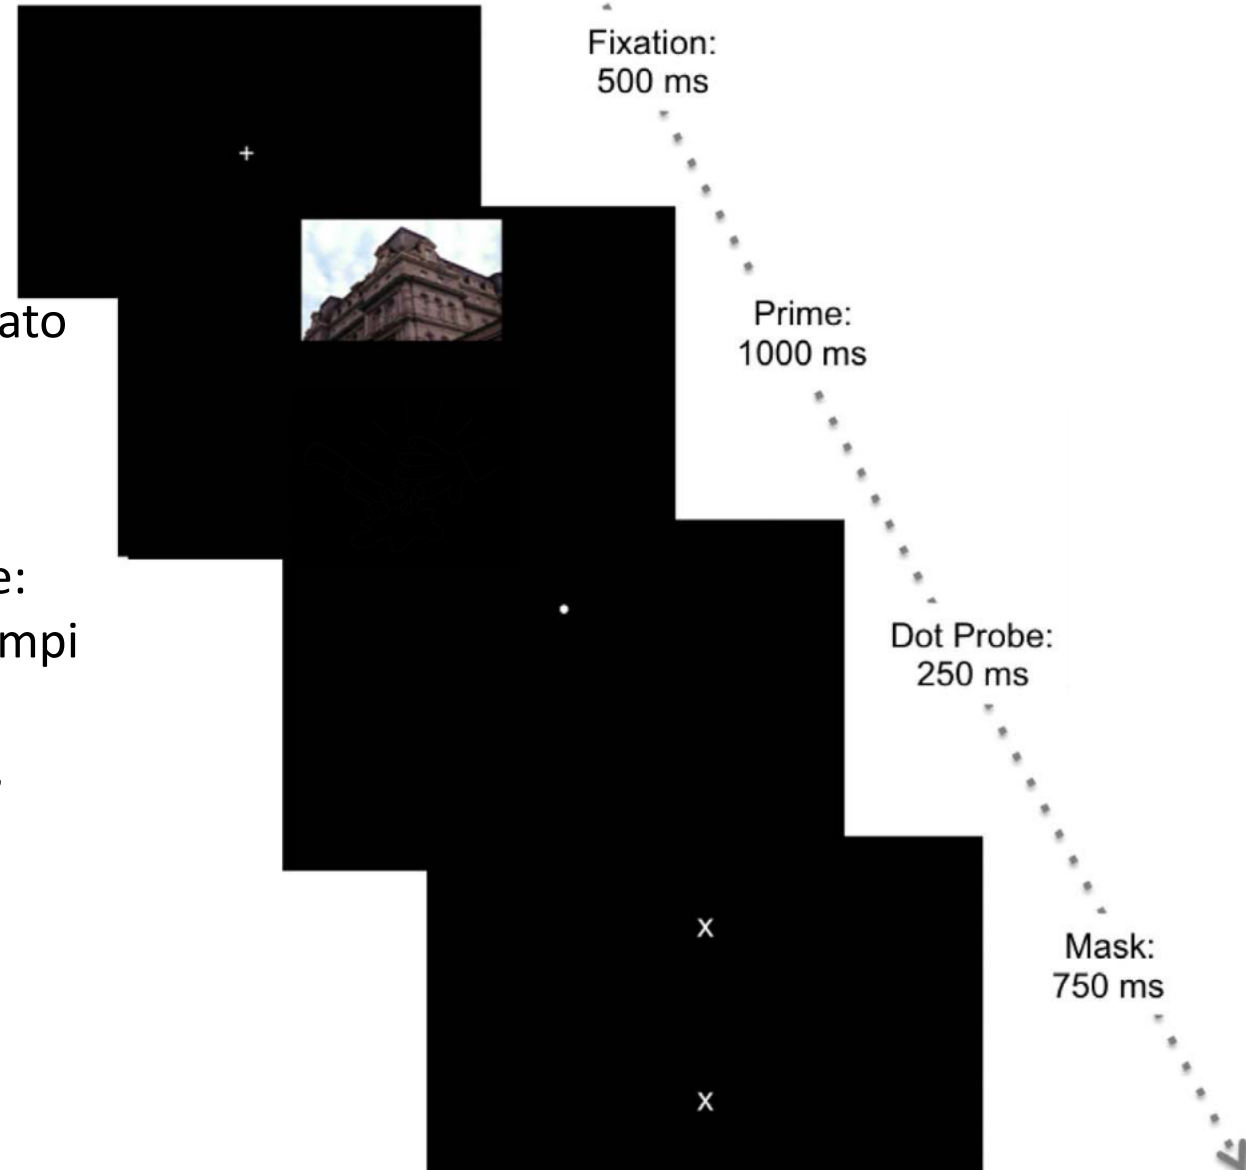 Fixation:
500 ms
+
Prime:
1000 ms
ato
e:
mpi
Dot Probe:
250 ms
x
Mask:
750 ms
x